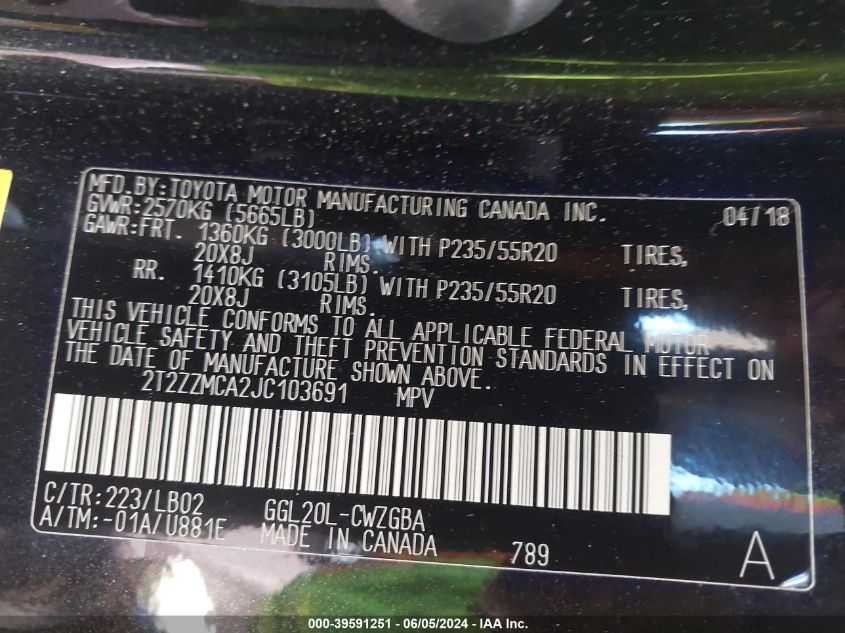 MFD.BY:TOYOTA MOTOR MANUFACTURING CANADA INC. 04/18
GVWR:2570KG (5665LB)
GAWR:FRT. 1360KG (3000LB) WITH P235/55R20 TIRES,
20X8J RIMS.
RR. 1410KG (3105LB) WITH P235/55R20 TIRES,
20X8J RIMS.
THIS VEHICLE CONFORMS TO ALL APPLICABLE FEDERAL MOTOR
VEHICLE SAFETY AND THEFT PREVENTION STANDARDS IN EFFECT ON
THE DATE OF MANUFACTURE SHOWN ABOVE.
2T2ZZMCA2JC103691 MPV
C/TR:223/LB02 GGL20L-CWZGBA
A/TM:-01A/U881E MADE IN CANADA 789 A
000-39591251 - 06/05/2024 - IAA Inc.